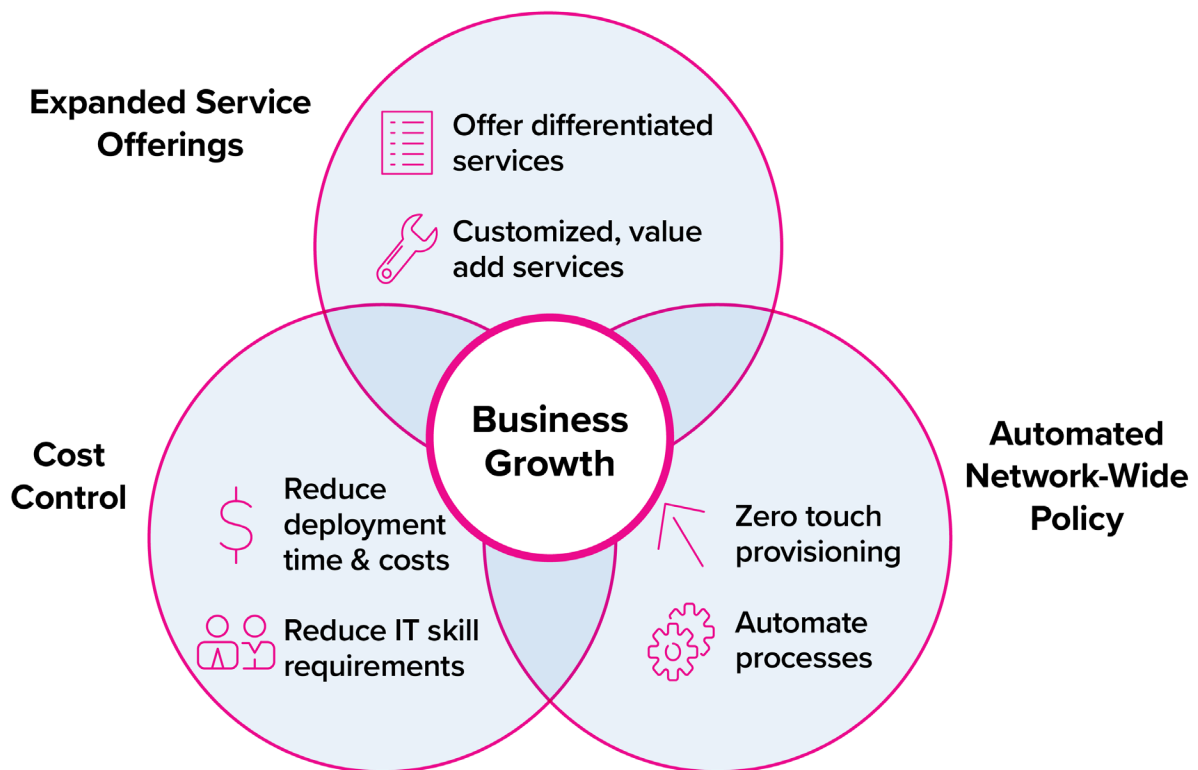 Expanded Service
Offerings
Offer differentiated
services
Customized, value
add services
Business
Growth
Cost
Control
Reduce
deployment
time & costs
Reduce IT skill
requirements
Automated
Network-Wide
Policy
Zero touch
provisioning
Automate
processes